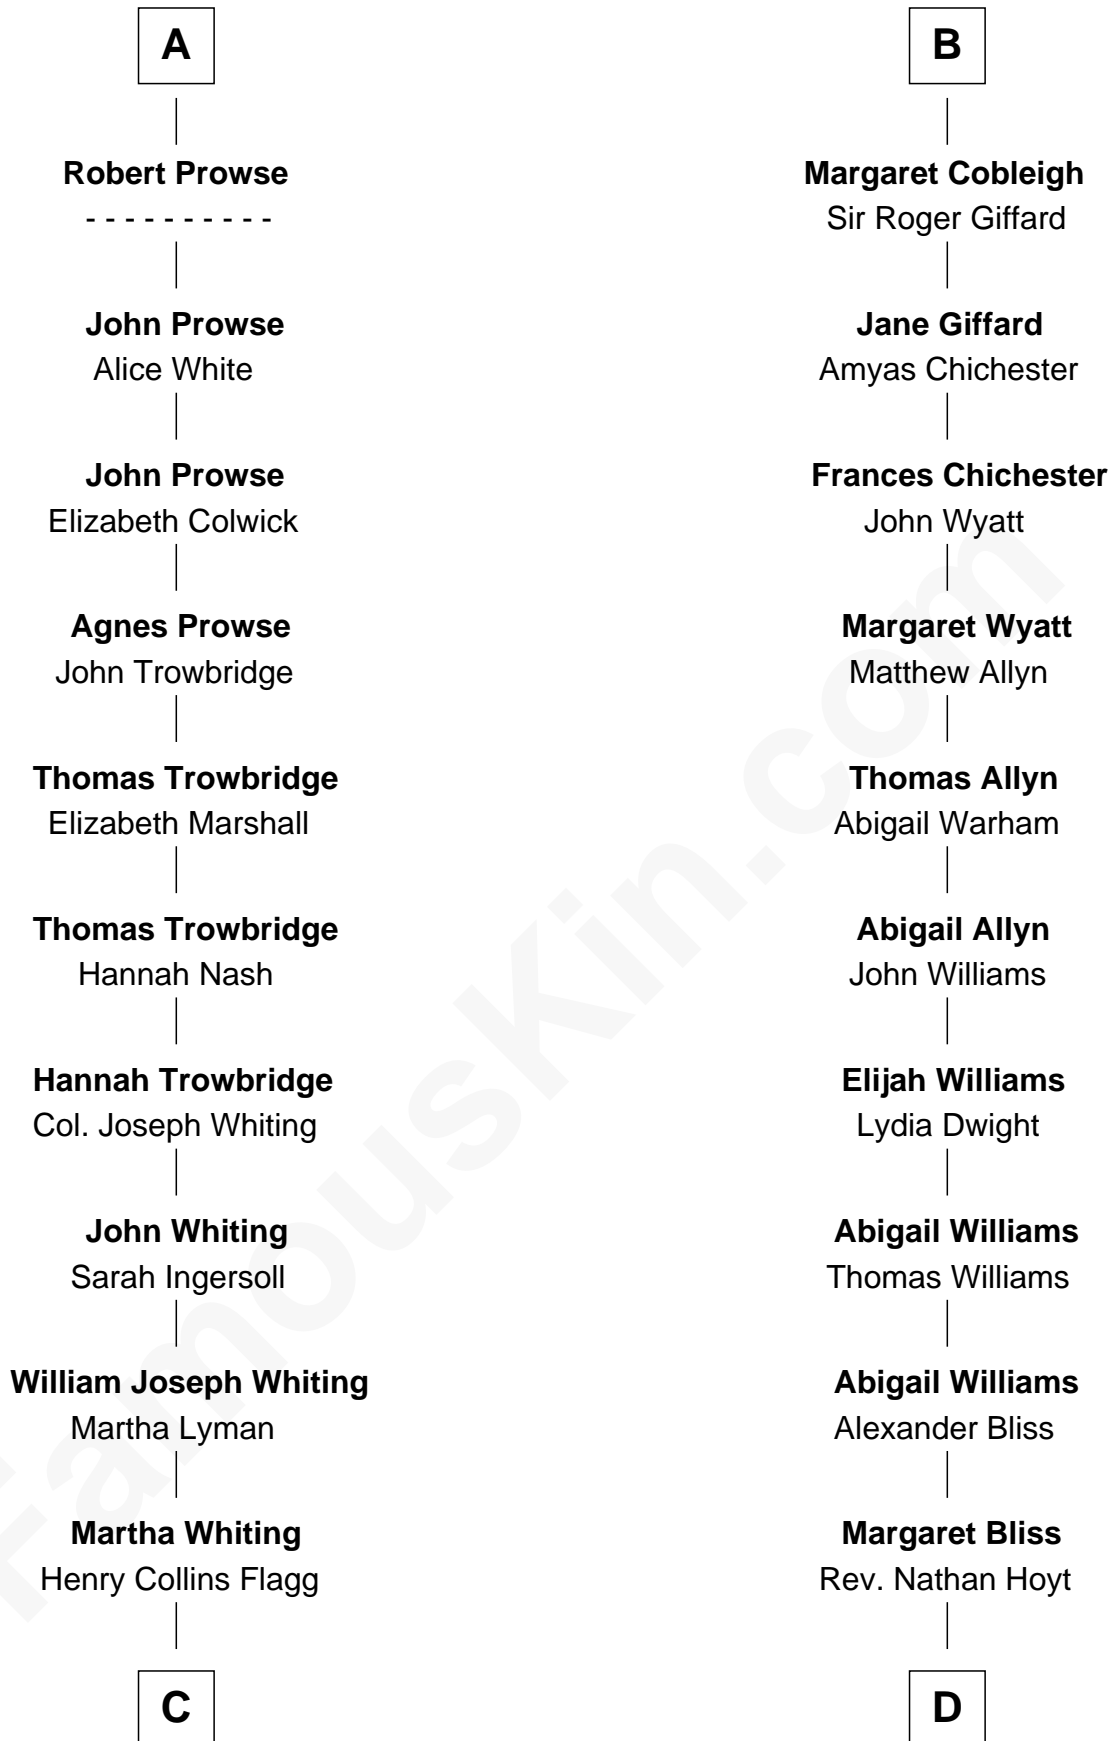 A
Robert Prowse
- - - - - - - - - -
John Prowse
Alice White
John Prowse
Elizabeth Colwick
Agnes Prowse
John Trowbridge
Thomas Trowbridge
Elizabeth Marshall
Thomas Trowbridge
Hannah Nash
Hannah Trowbridge
Col. Joseph Whiting
John Whiting
Sarah Ingersoll
William Joseph Whiting
Martha Lyman
Martha Whiting
Henry Collins Flagg
C
B
Margaret Cobleigh
Sir Roger Giffard
Jane Giffard
Amyas Chichester
Frances Chichester
John Wyatt
Margaret Wyatt
Matthew Allyn
Thomas Allyn
Abigail Warham
Abigail Allyn
John Williams
Elijah Williams
Lydia Dwight
Abigail Williams
Thomas Williams
Abigail Williams
Alexander Bliss
Margaret Bliss
Rev. Nathan Hoyt
D
FamousKin.com